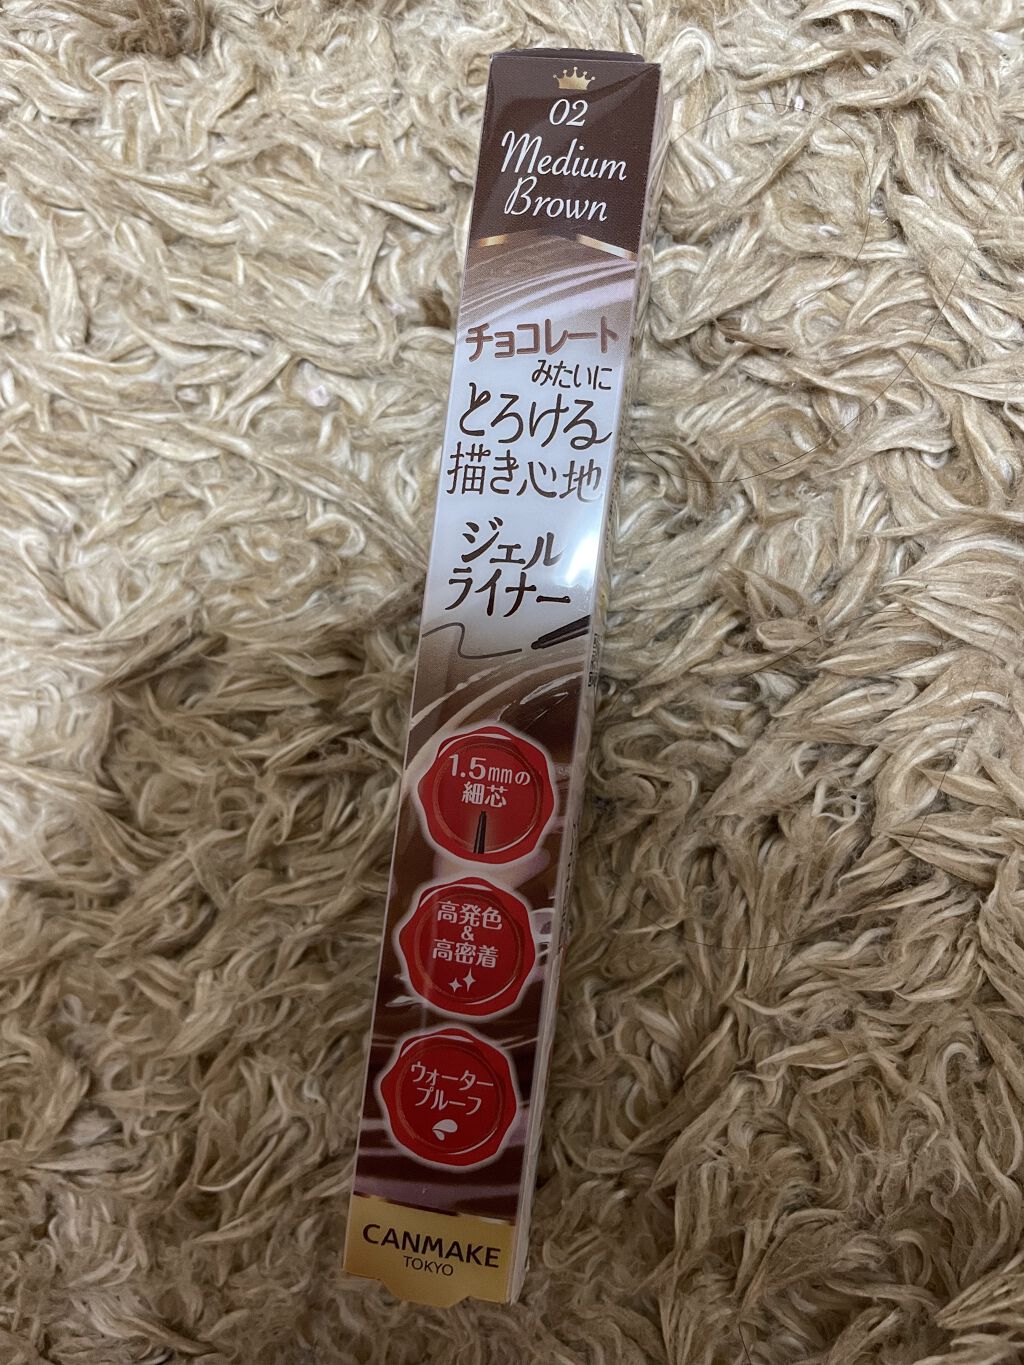 02
Medium
Brown
チョコレート
みたいに
とろける
描き心地
ジェル
ライナー
1.5mmの
細芯
高発色
&
高密着
ウォーター
プルーフ
CANMAKE
TOKYO